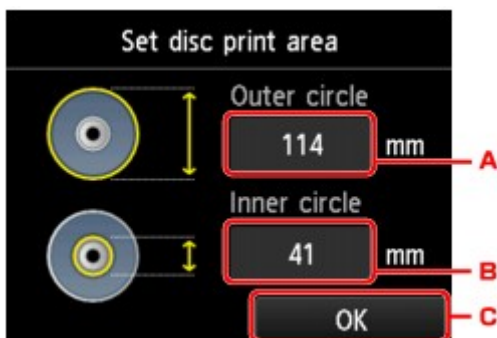 Set disc print area
Outer circle
114 mm A
Inner circle
41 mm B
OK C